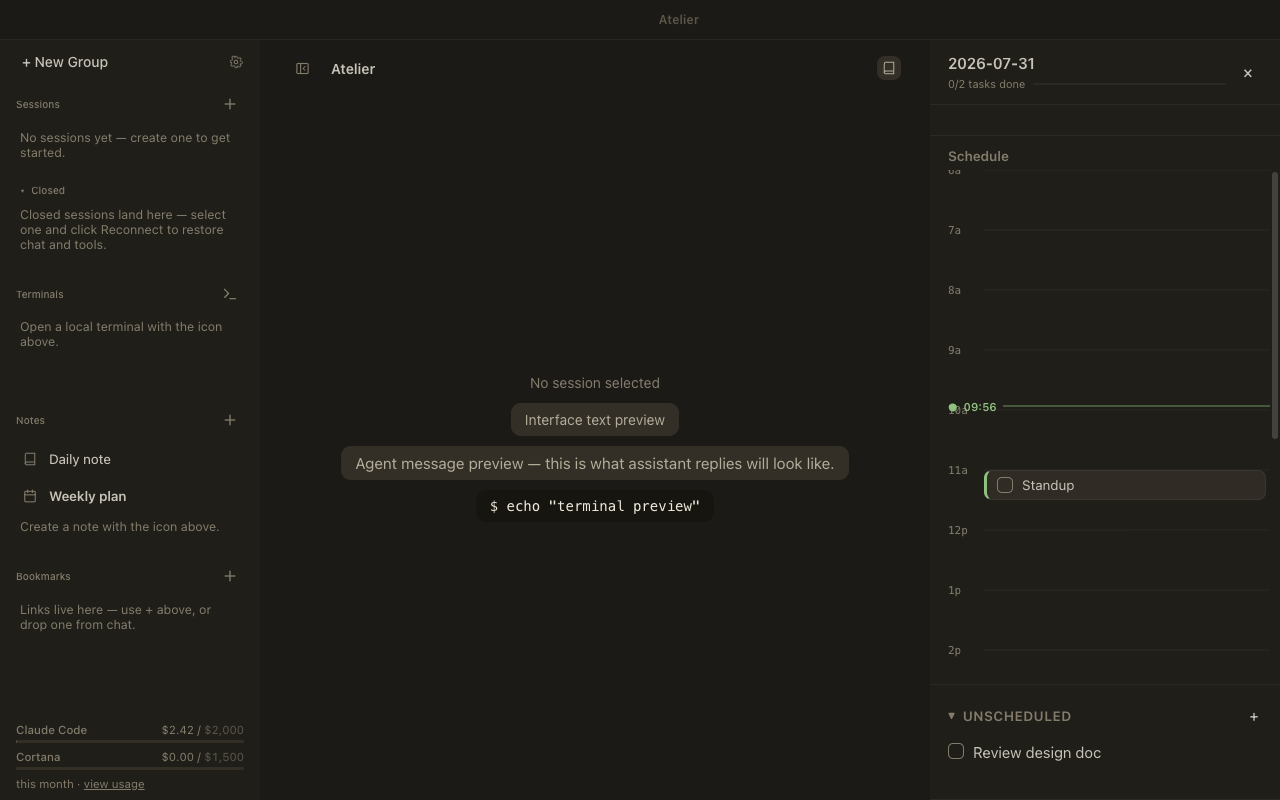 Atelier
+ New Group
Sessions
No sessions yet — create one to get
started.
Closed
Closed sessions land here — select
one and click Reconnect to restore
chat and tools.
Terminals
Open a local terminal with the icon
above.
Notes
Daily note
Weekly plan
Create a note with the icon above.
Bookmarks
Links live here — use + above, or
drop one from chat.
Claude Code $2.42 / $2,000
Cortana $0.00 / $1,500
this month · view usage
Atelier
No session selected
Interface text preview
Agent message preview — this is what assistant replies will look like.
$ echo "terminal preview"
2026-07-31
0/2 tasks done
Schedule
6a
7a
8a
9a
09:56
10a
11a
Standup
12p
1p
2p
UNSCHEDULED
Review design doc